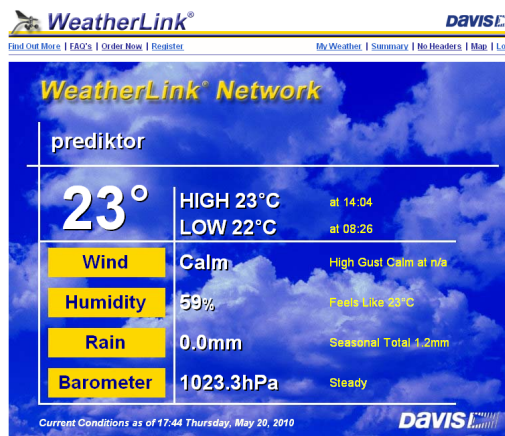 WeatherLink®
DAVIS
Find Out More | FAQ's | Order Now | Register
My Weather | Summary | No Headers | Map | Lo
WeatherLink® Network
prediktor
23°
HIGH 23°C at 14:04
LOW 22°C at 08:26
Wind Calm High Gust Calm at n/a
Humidity 59% Feels Like 23°C
Rain 0.0mm Seasonal Total 1.2mm
Barometer 1023.3hPa Steady
Current Conditions as of 17:44 Thursday, May 20, 2010
DAVIS